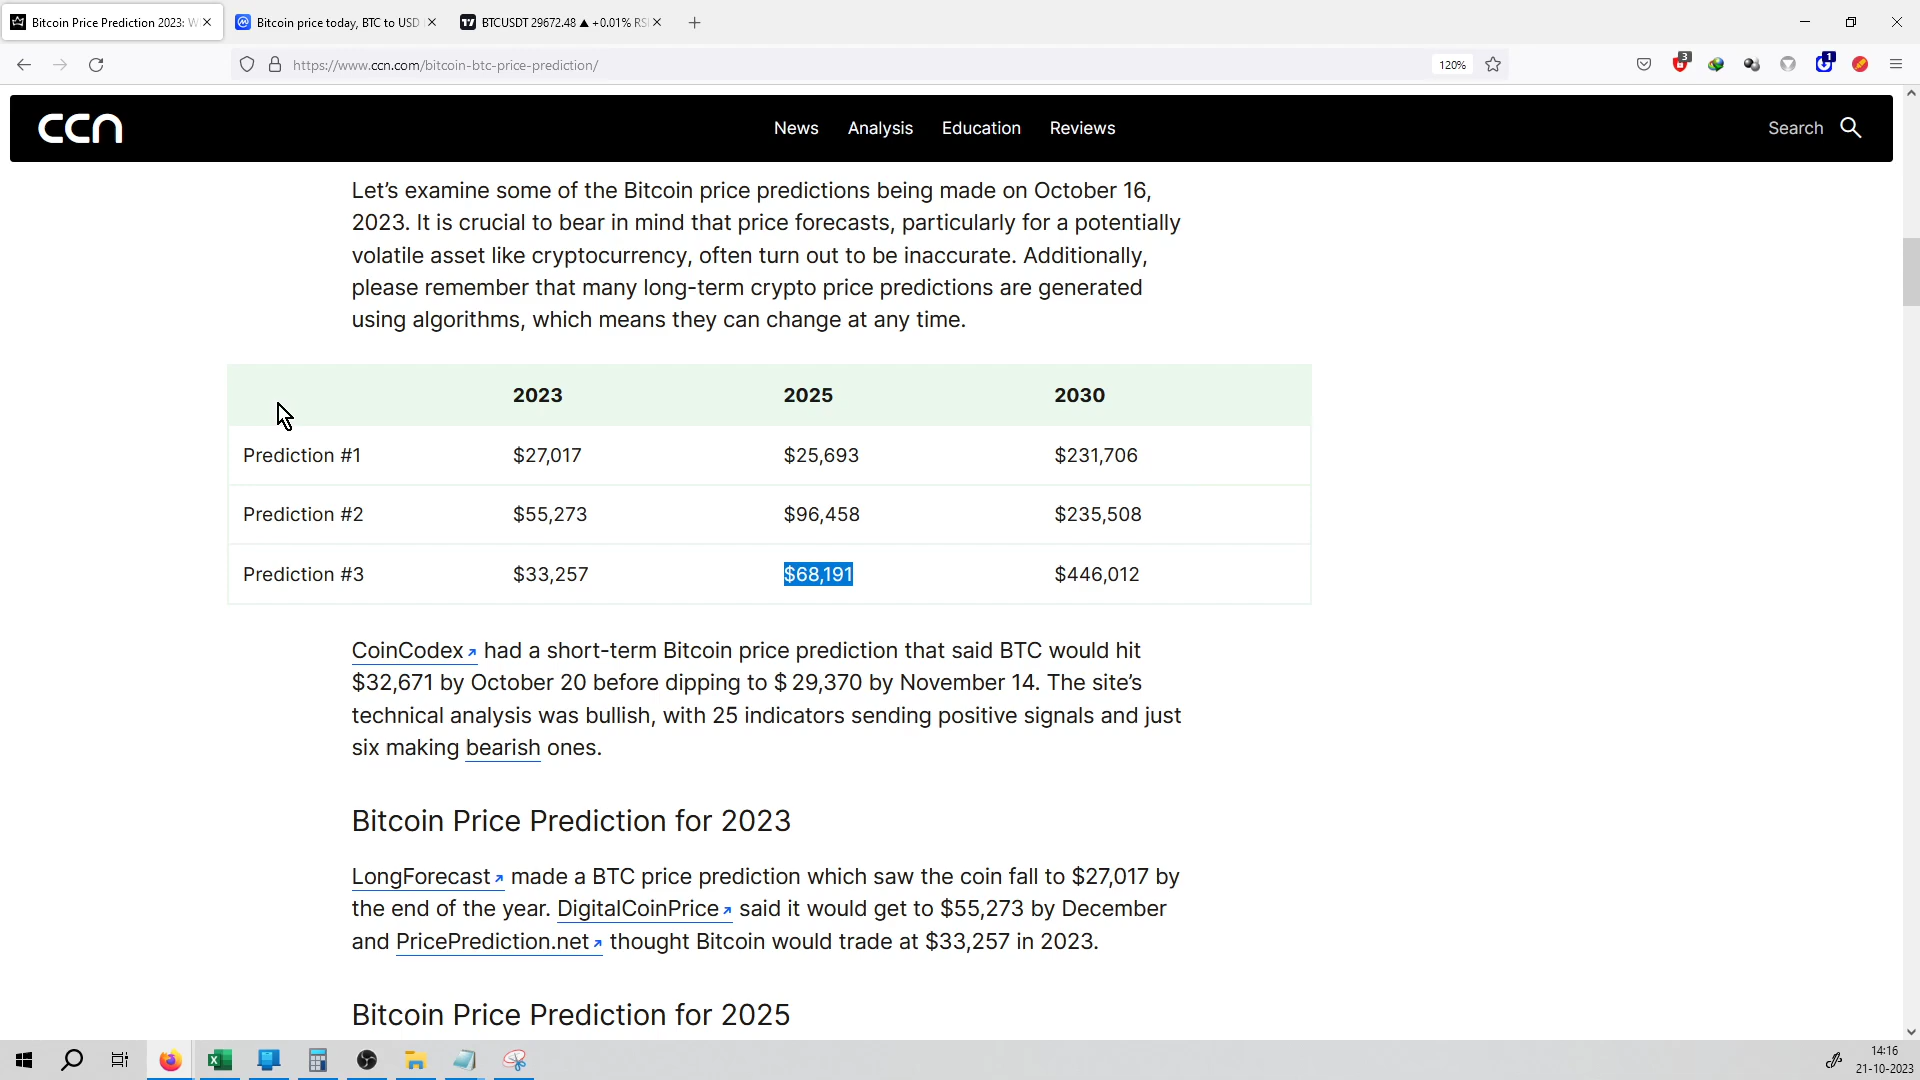 Bitcoin Price Prediction 2023: W
Bitcoin price today, BTC to USD
BTCUSDT 29672.48 ▲ +0.01% RS
https://www.ccn.com/bitcoin-btc-price-prediction/
120%
3
1
ccn
News
Analysis
Education
Reviews
Search
Let’s examine some of the Bitcoin price predictions being made on October 16,
2023. It is crucial to bear in mind that price forecasts, particularly for a potentially
volatile asset like cryptocurrency, often turn out to be inaccurate. Additionally,
please remember that many long-term crypto price predictions are generated
using algorithms, which means they can change at any time.
2023 2025 2030
Prediction #1 $27,017 $25,693 $231,706
Prediction #2 $55,273 $96,458 $235,508
Prediction #3 $33,257 $68,191 $446,012
CoinCodex had a short-term Bitcoin price prediction that said BTC would hit
$32,671 by October 20 before dipping to $ 29,370 by November 14. The site’s
technical analysis was bullish, with 25 indicators sending positive signals and just
six making bearish ones.
Bitcoin Price Prediction for 2023
LongForecast made a BTC price prediction which saw the coin fall to $27,017 by
the end of the year. DigitalCoinPrice said it would get to $55,273 by December
and PricePrediction.net thought Bitcoin would trade at $33,257 in 2023.
Bitcoin Price Prediction for 2025
14:16
21-10-2023